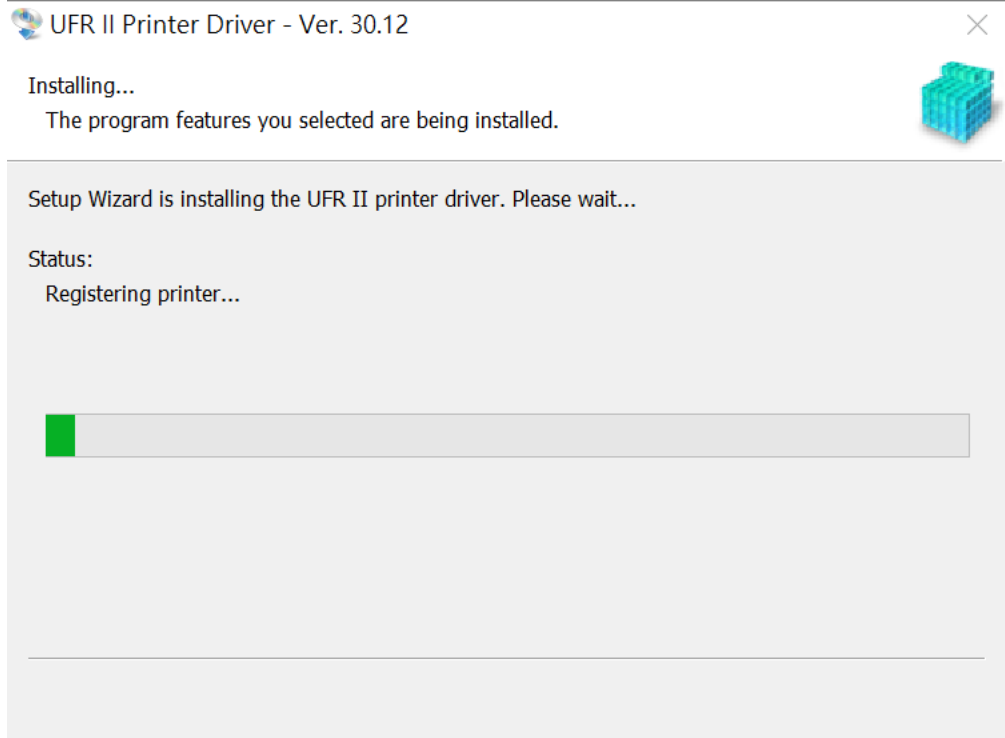 UFR II Printer Driver - Ver. 30.12
Installing...
The program features you selected are being installed.
Setup Wizard is installing the UFR II printer driver. Please wait...
Status:
Registering printer...